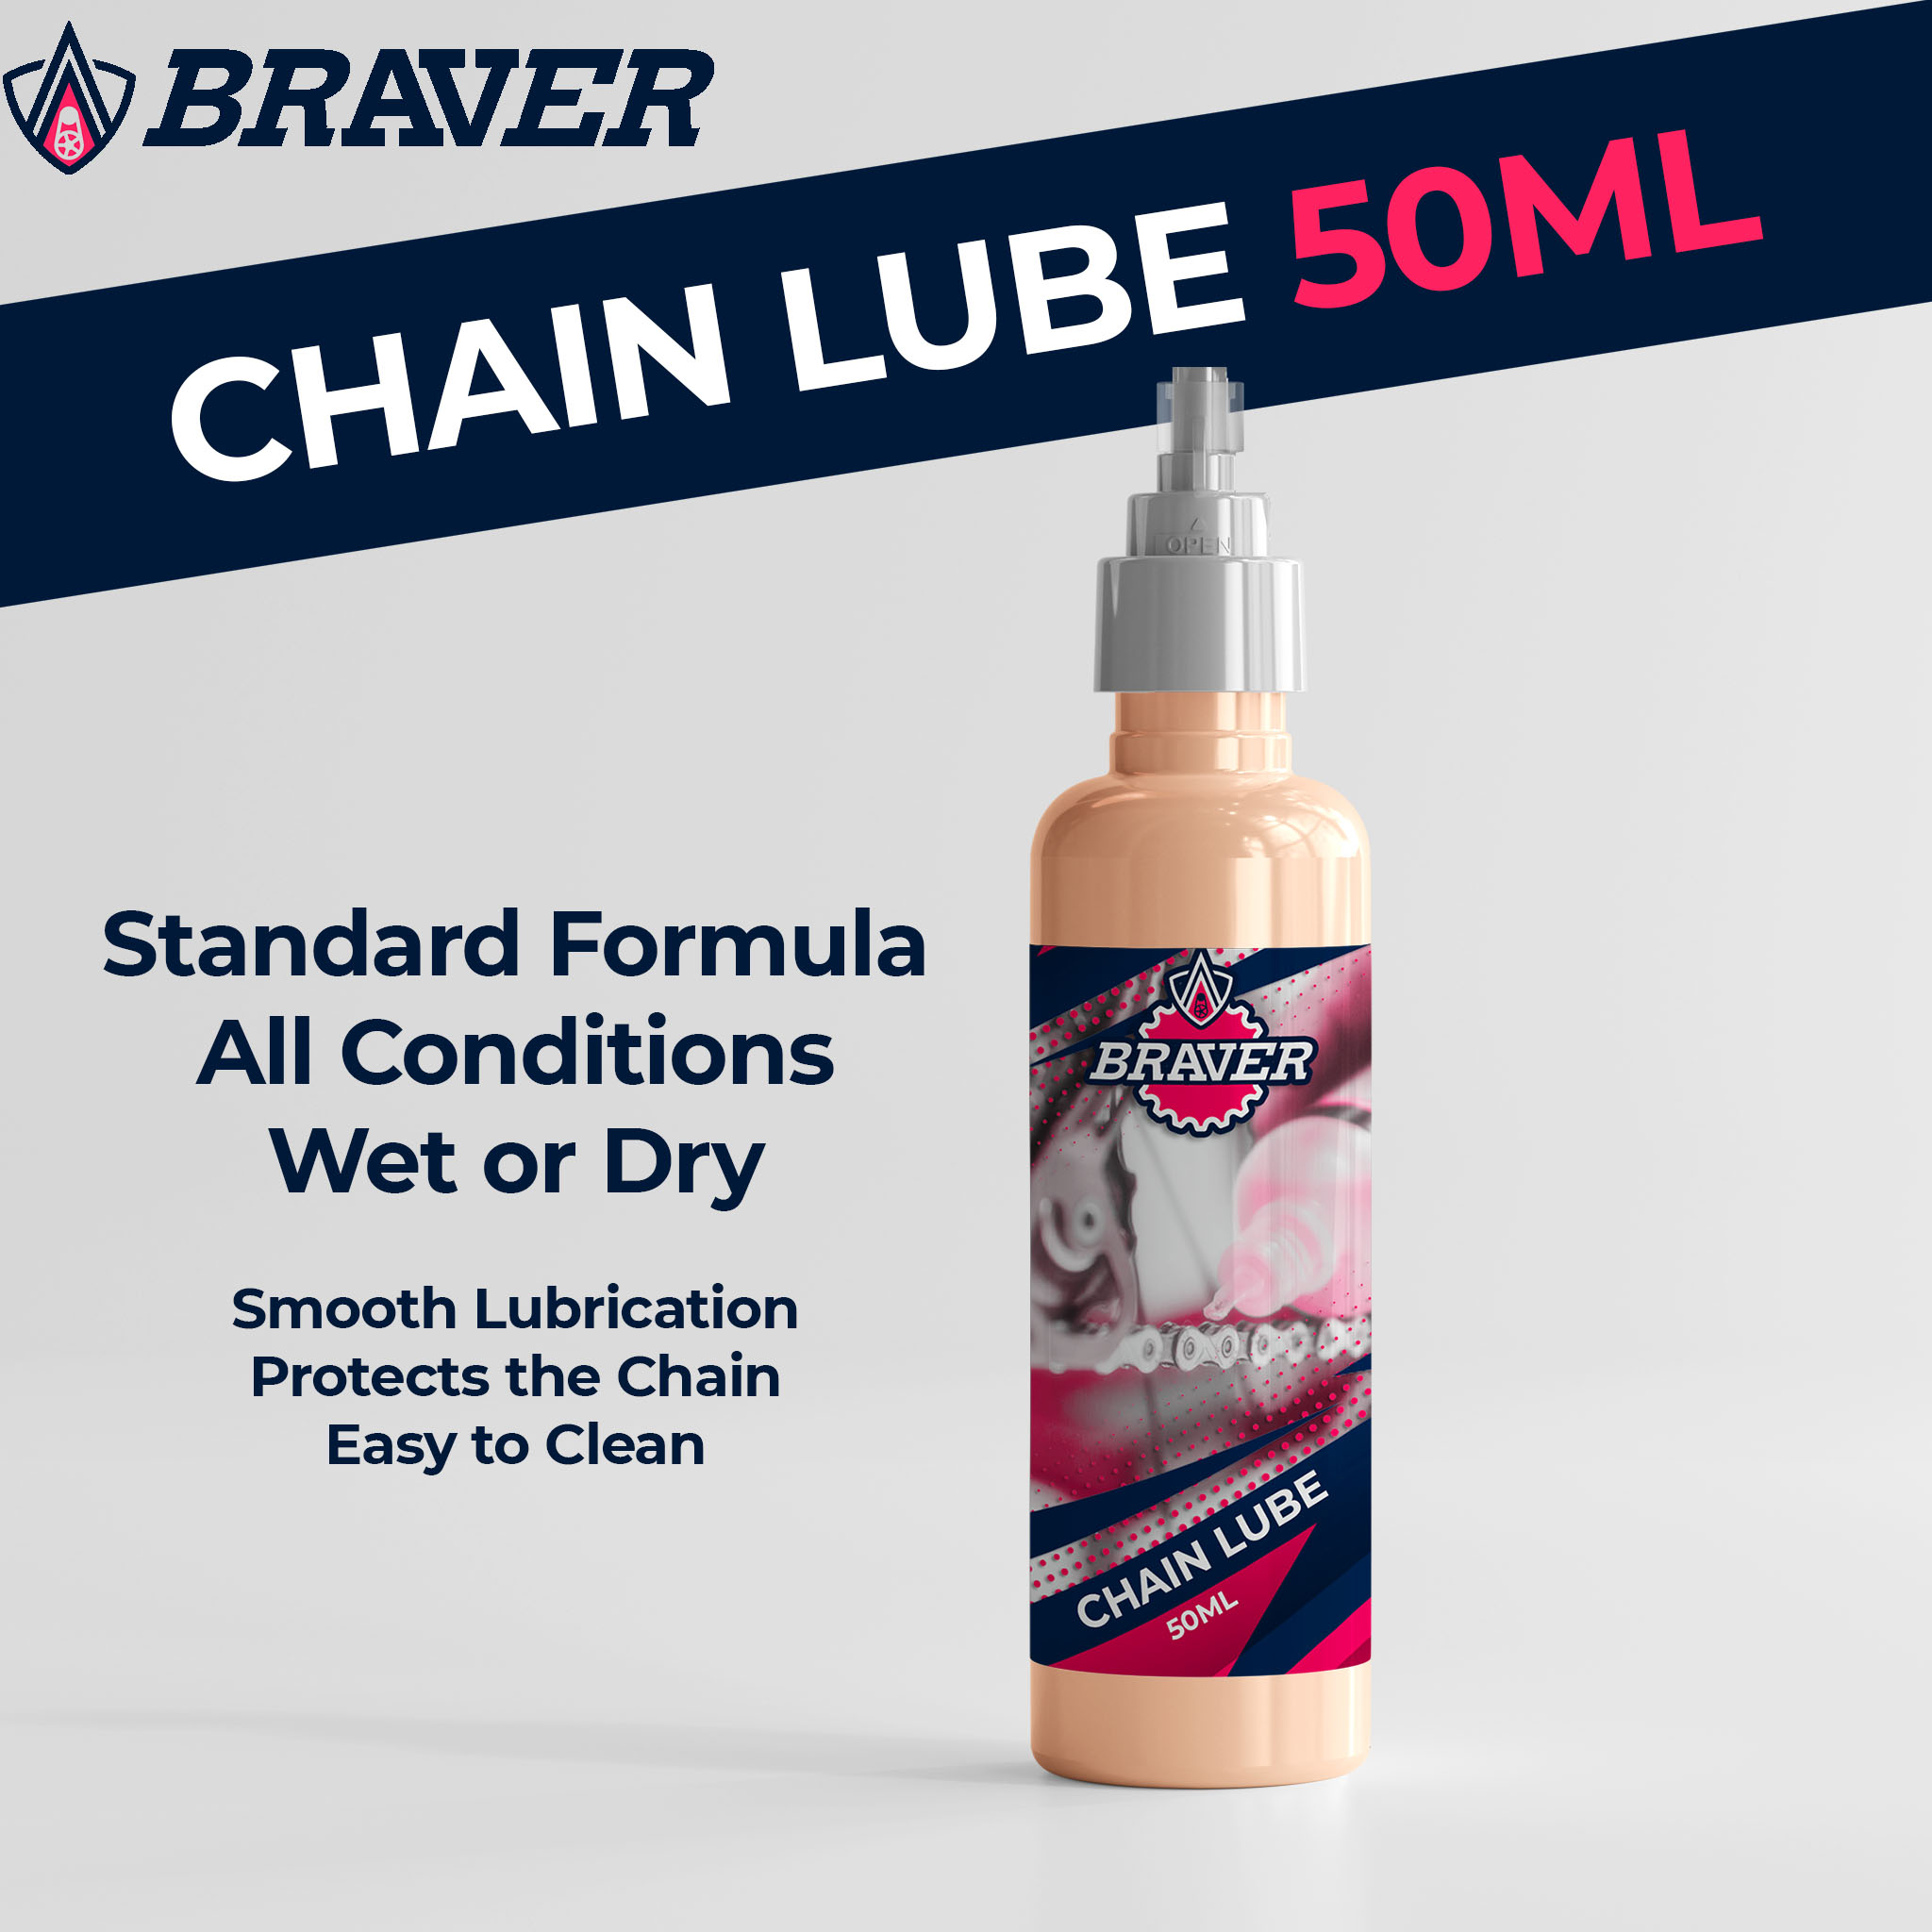 BRAVER
CHAIN LUBE 50ML
OPEN
Standard Formula
All Conditions
Wet or Dry
Smooth Lubrication
Protects the Chain
Easy to Clean
BRAVER
CHAIN LUBE
50ML